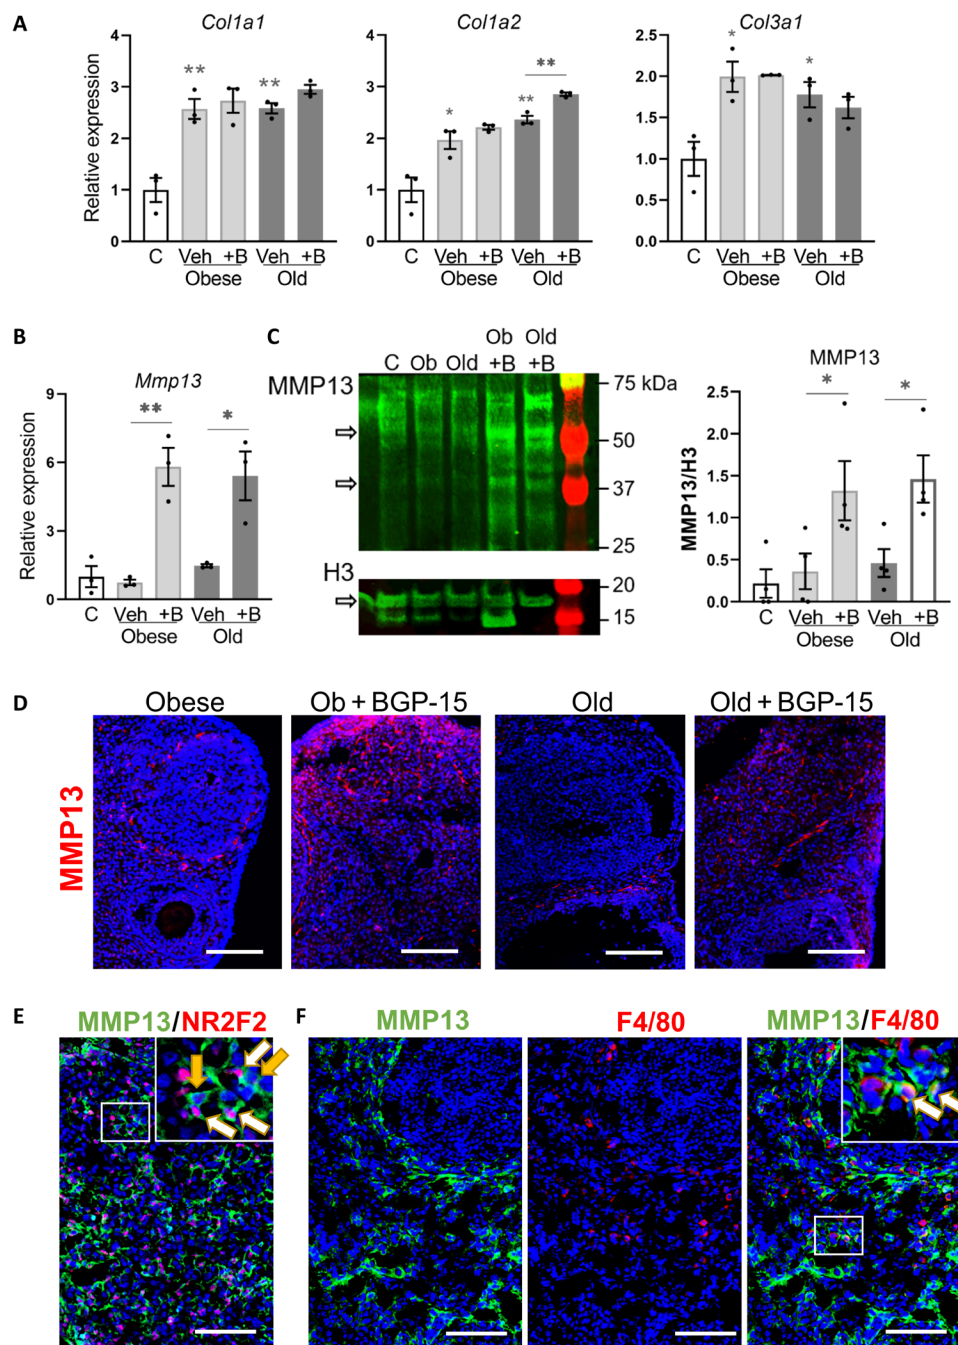 A
Col1a1
Col1a2
Col3a1
Relative expression
4
3
2
1
0
**
**
C
Veh
+B
Veh
+B
Obese
Old
4
3
2
1
0
*
**
**
C
Veh
+B
Veh
+B
Obese
Old
2.5
2.0
1.5
1.0
0.5
0.0
*
*
C
Veh
+B
Veh
+B
Obese
Old
B
Mmp13
Relative expression
9
6
3
0
**
*
C
Veh
+B
Veh
+B
Obese
Old
C
Ob
Old
C
Ob
Old
+B
+B
MMP13
75 kDa
50
37
25
H3
20
15
MMP13
MMP13/H3
2.5
2.0
1.5
1.0
0.5
0.0
*
*
C
Veh
+B
Veh
+B
Obese
Old
D
Obese
Ob + BGP-15
Old
Old + BGP-15
MMP13
E
MMP13/NR2F2
F
MMP13
F4/80
MMP13/F4/80